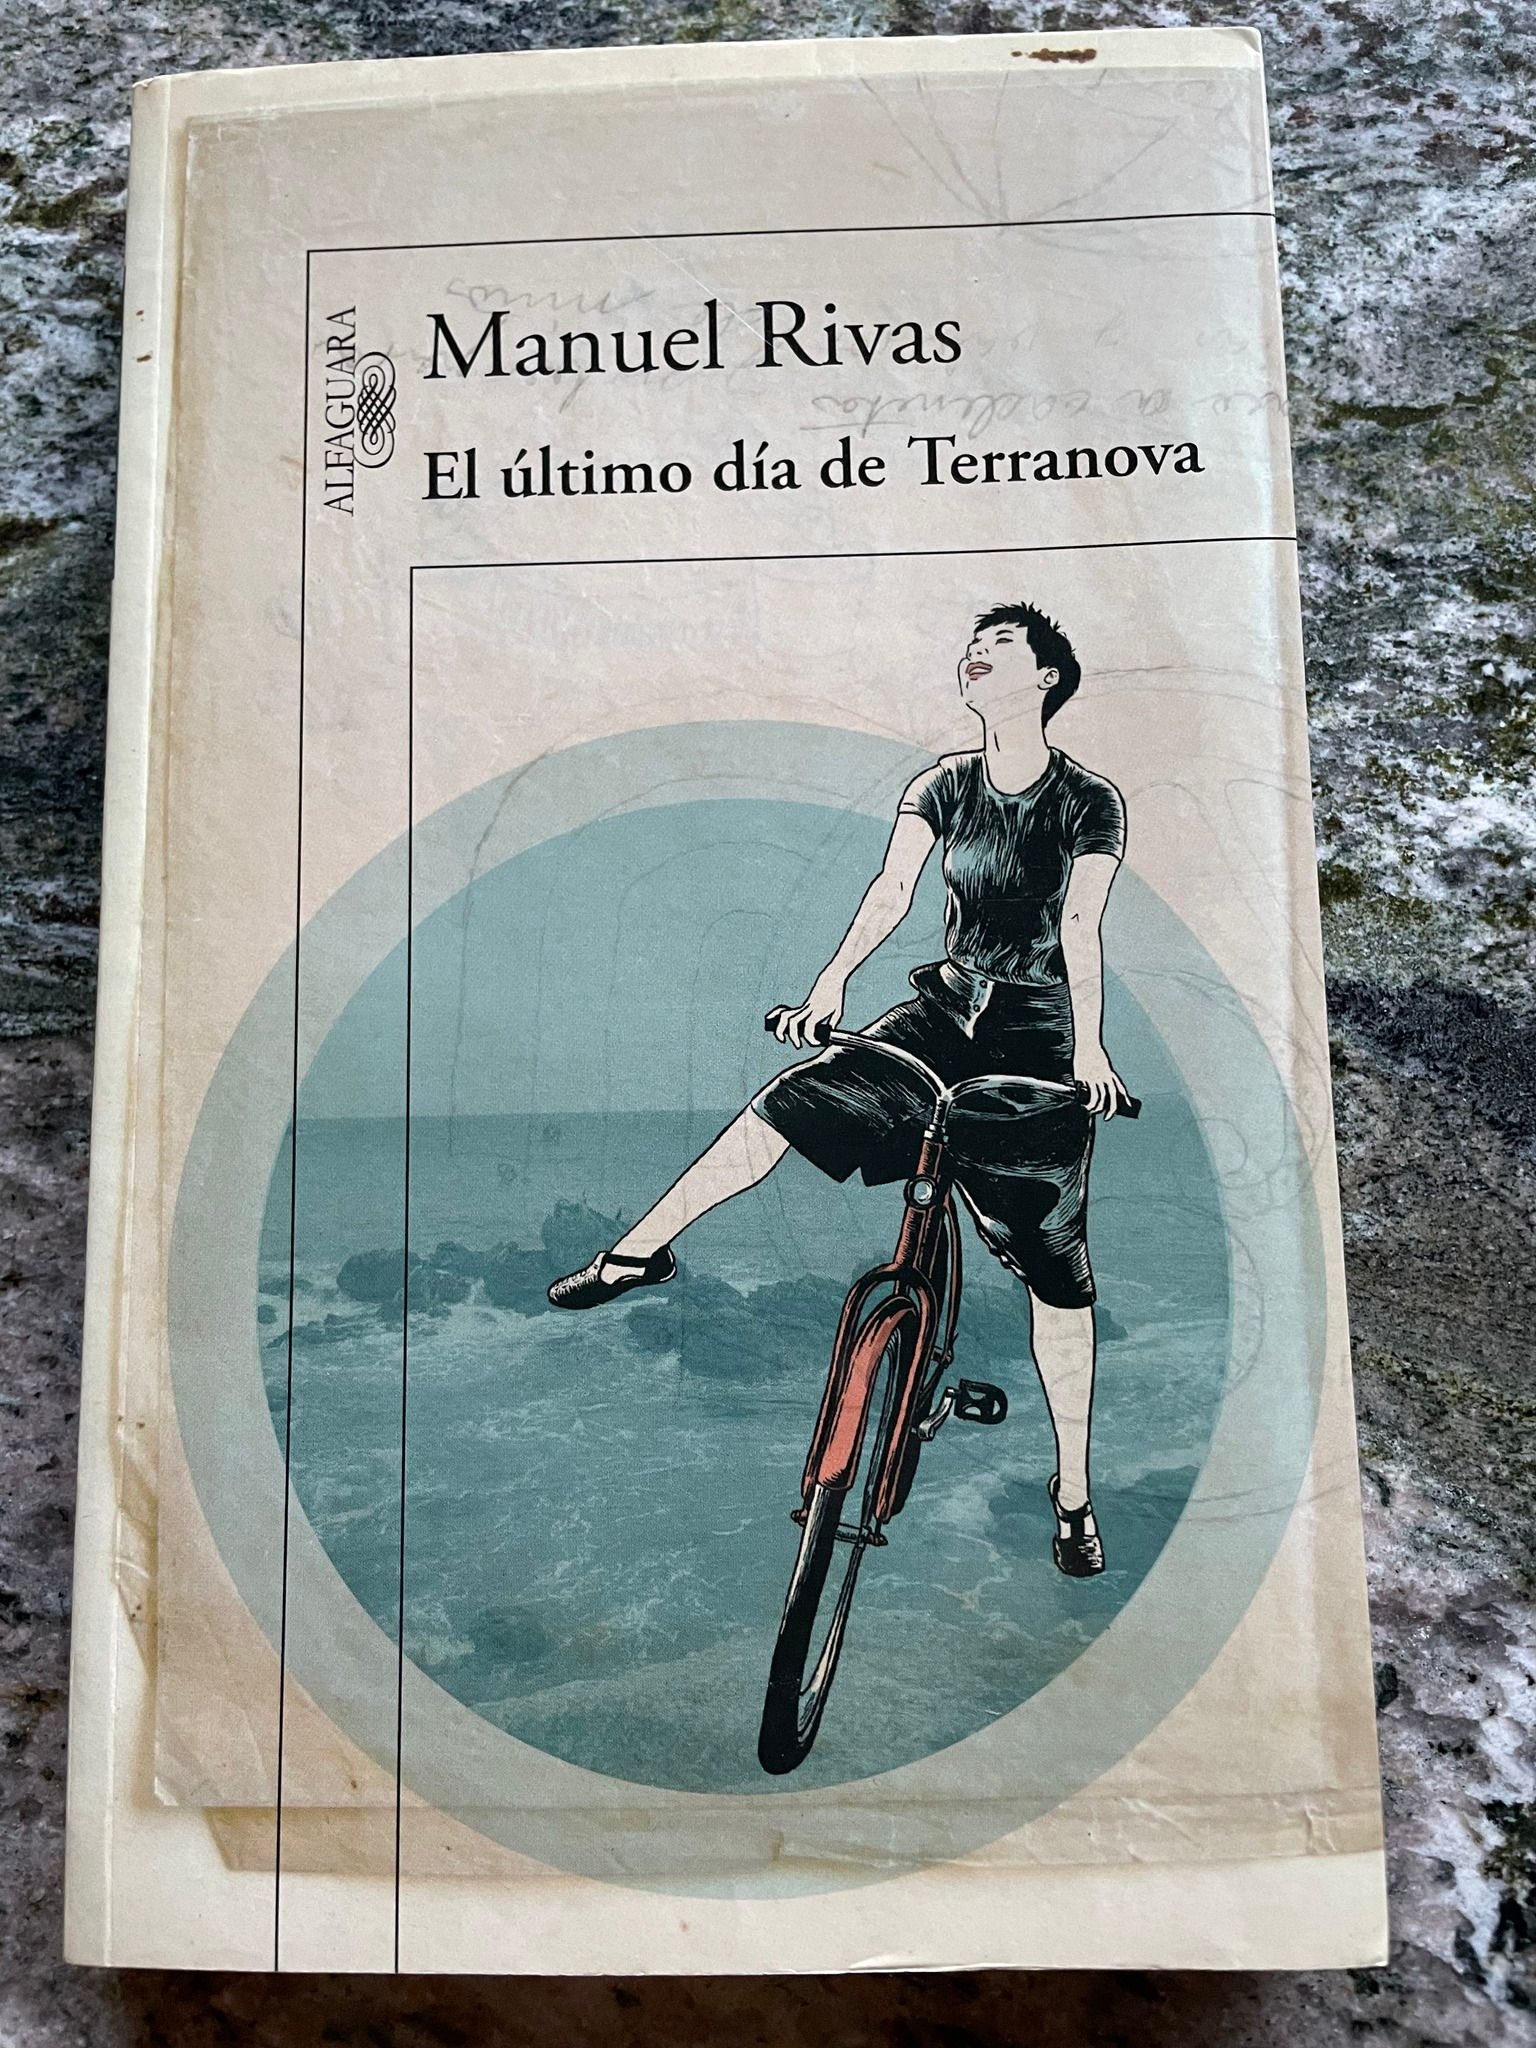 Manuel Rivas
El último día de Terranova
ALFAGUARA